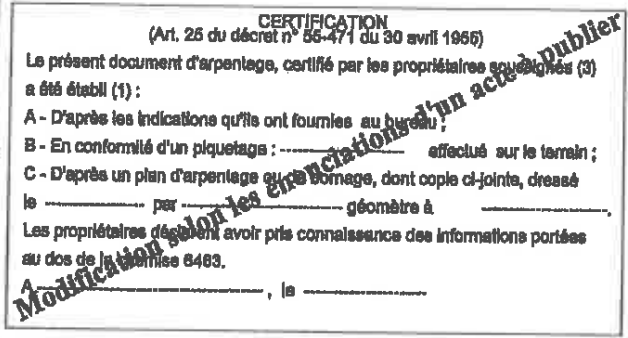 CERTIFICATION
(Art. 25 du décret n° 55-471 du 30 avril 1955)
Le présent document d'arpentage, certifié par les propriétaires soussignés (3)
a été établi (1) :
A - D'après les indications qu'ils ont fournies au bureau ;
B - En conformité d'un piquetage : ---------------------- effectué sur le terrain ;
C - D'après un plan d'arpentage ou de bornage, dont copie ci-jointe, dressé
le ------------------ par ---------------------------- géomètre à ----------------------.
Les propriétaires déclarent avoir pris connaissance des informations portées
au dos de la chemise 6463.
A ---------------------------------------- , le ----------------------
Modification selon les énonciations d'un acte à publier